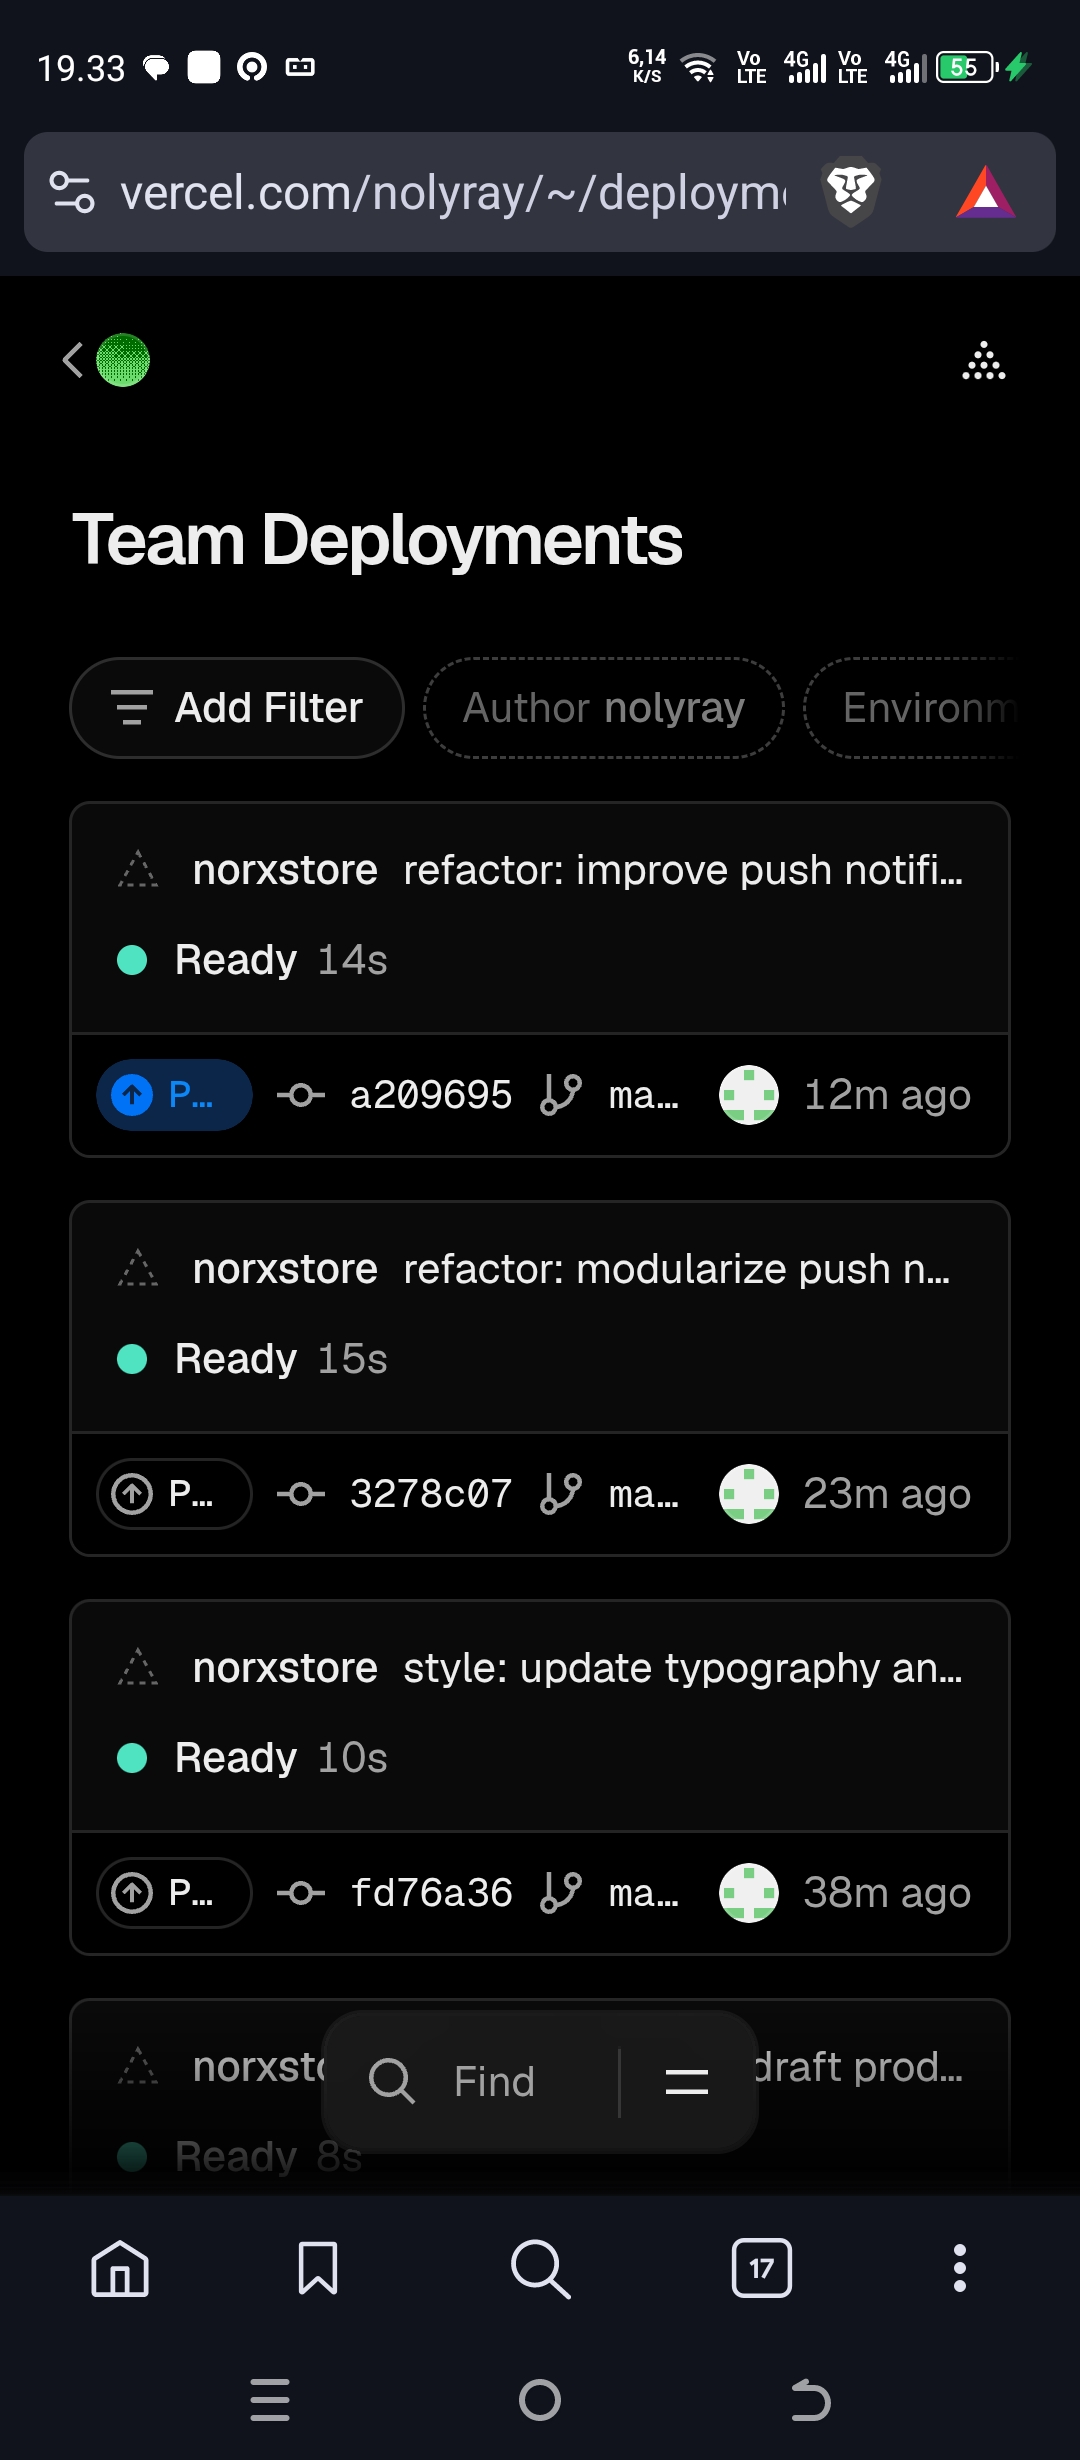 19.33 6,14 K/S Vo LTE 4G Vo LTE 4G 55
vercel.com/nolyray/~/deployme
Team Deployments
Add Filter Author nolyray Environm
norxstore refactor: improve push notifi...
Ready 14s
P... a209695 ma... 12m ago
norxstore refactor: modularize push n...
Ready 15s
P... 3278c07 ma... 23m ago
norxstore style: update typography an...
Ready 10s
P... fd76a36 ma... 38m ago
norxsto draft prod...
Find
Ready 8s
17